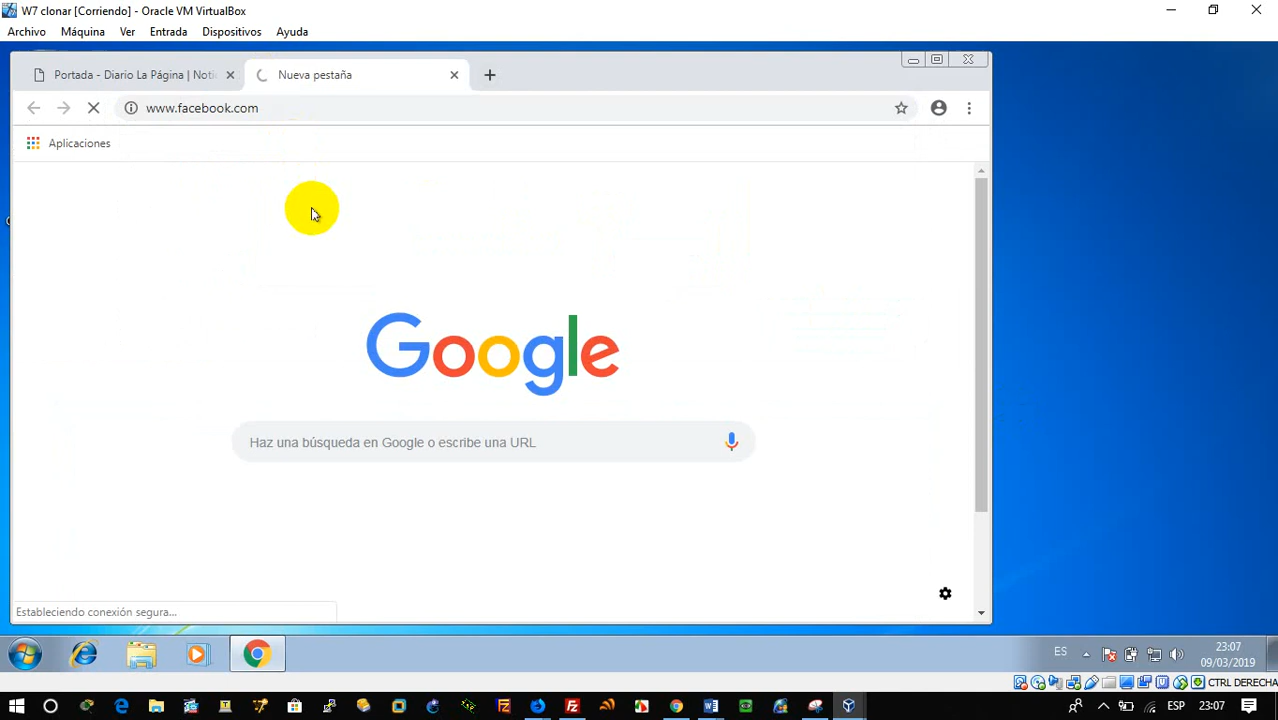 W7 clonar [Corriendo] - Oracle VM VirtualBox
Archivo Máquina Ver Entrada Dispositivos Ayuda
Portada - Diario La Página | Noti
Nueva pestaña
www.facebook.com
Aplicaciones
Google
Haz una búsqueda en Google o escribe una URL
Estableciendo conexión segura...
ES
23:07
09/03/2019
CTRL DERECHA
ESP
23:07